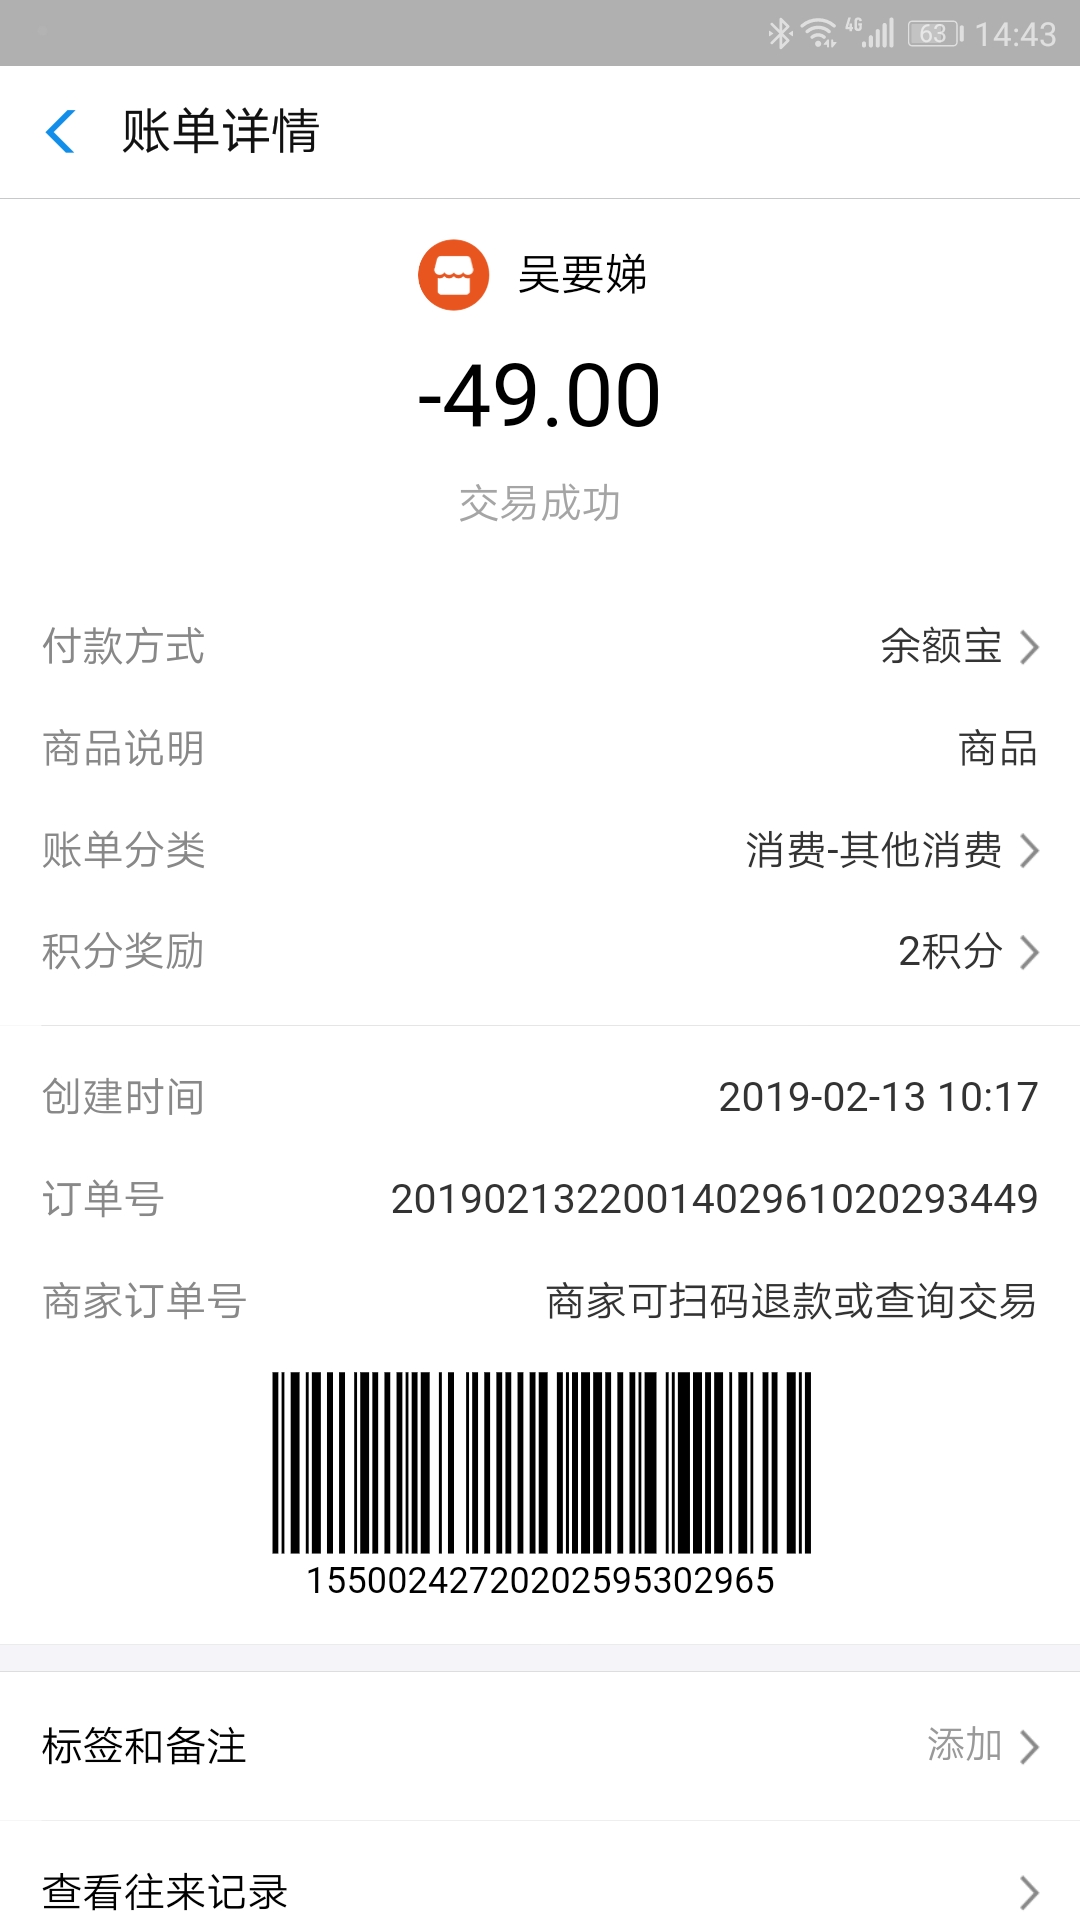 4G 63 14:43
账单详情
吴要娣
-49.00
交易成功
付款方式 余额宝
商品说明 商品
账单分类 消费-其他消费
积分奖励 2积分
创建时间 2019-02-13 10:17
订单号 2019021322001402961020293449
商家订单号 商家可扫码退款或查询交易
15500242720202595302965
标签和备注 添加
查看往来记录